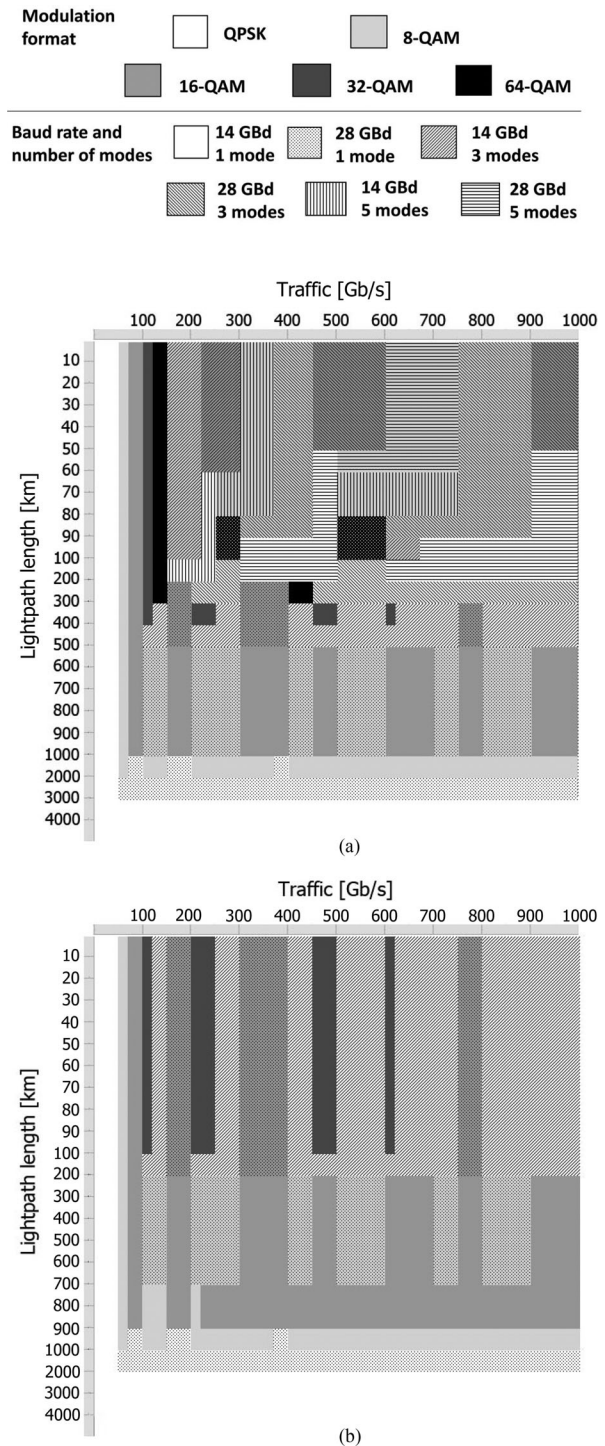 Modulation
format
QPSK
8-QAM
16-QAM
32-QAM
64-QAM
Baud rate and
number of modes
14 GBd
1 mode
28 GBd
1 mode
14 GBd
3 modes
28 GBd
3 modes
14 GBd
5 modes
28 GBd
5 modes
Traffic [Gb/s]
100 200 300 400 500 600 700 800 900 1000
Lightpath length [km]
10
20
30
40
50
60
70
80
90
100
200
300
400
500
600
700
800
900
1000
2000
3000
4000
(a)
Traffic [Gb/s]
100 200 300 400 500 600 700 800 900 1000
Lightpath length [km]
10
20
30
40
50
60
70
80
90
100
200
300
400
500
600
700
800
900
1000
2000
3000
4000
(b)